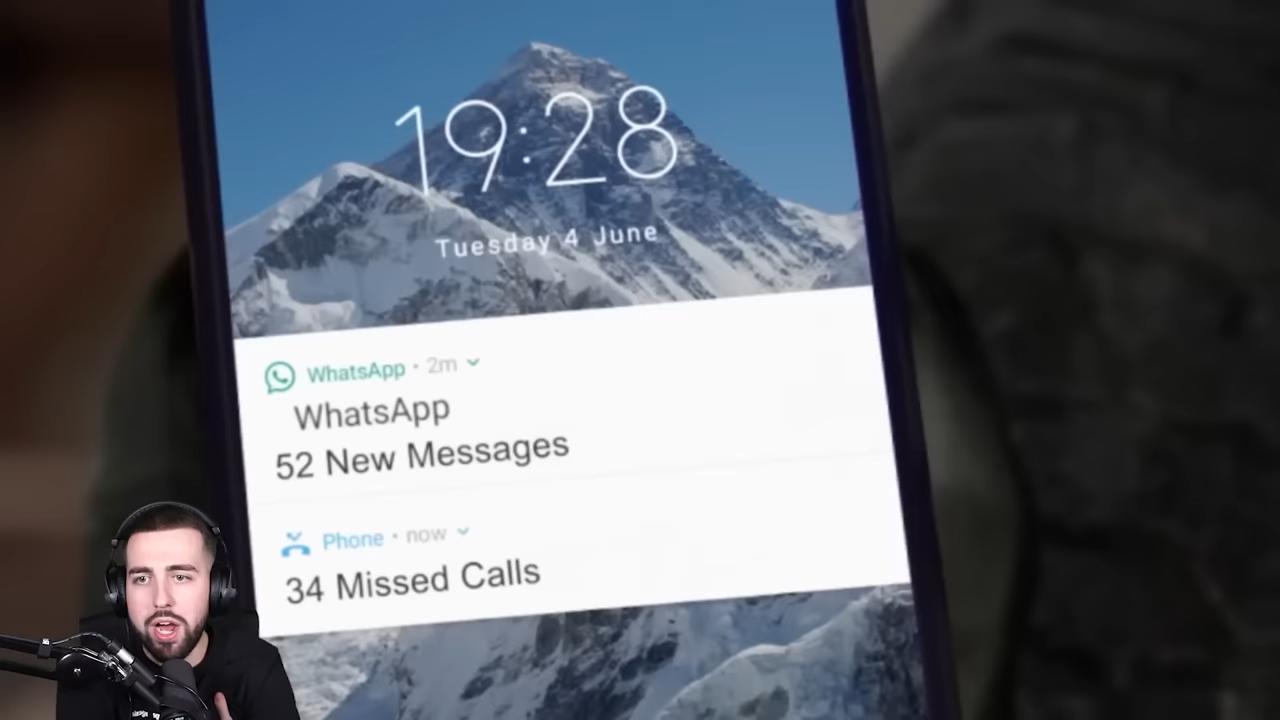 19:28
Tuesday 4 June
WhatsApp • 2m
WhatsApp
52 New Messages
Phone • now
34 Missed Calls